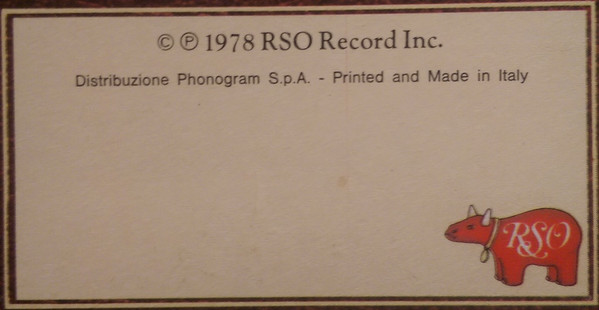 © ℗ 1978 RSO Record Inc.
Distribuzione Phonogram S.p.A. - Printed and Made in Italy
RSO